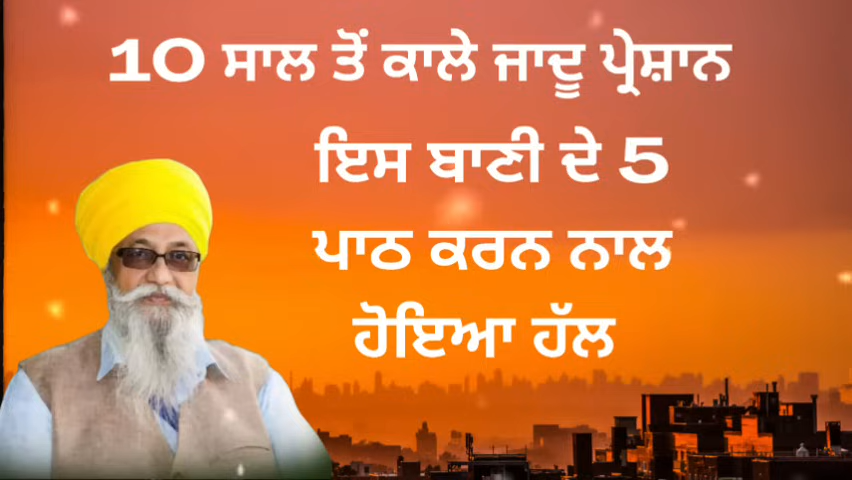 10 ਸਾਲ ਤੋਂ ਕਾਲੇ ਜਾਦੂ ਪ੍ਰੇਸ਼ਾਨ
ਇਸ ਬਾਣੀ ਦੇ 5
ਪਾਠ ਕਰਨ ਨਾਲ
ਹੋਇਆ ਹੱਲ